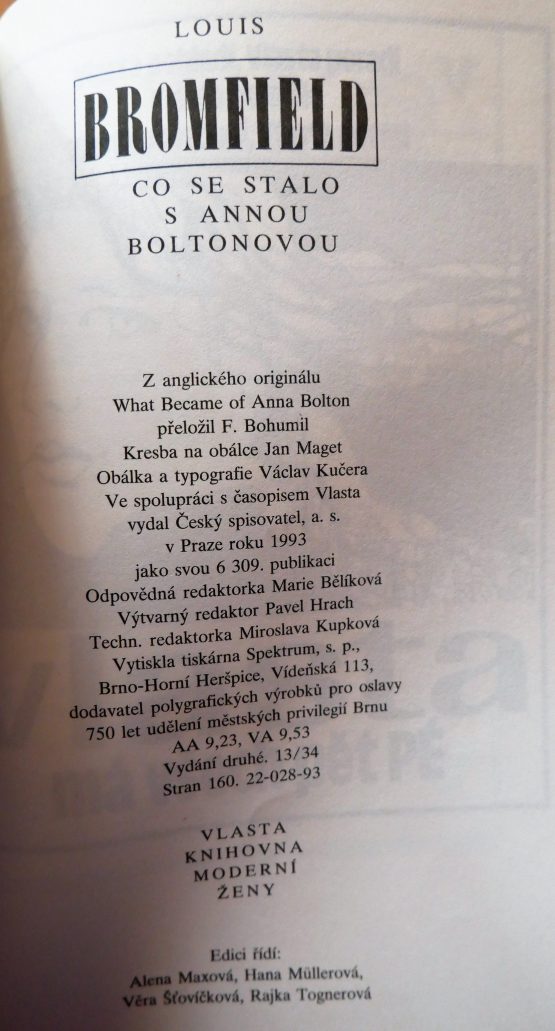 LOUIS
BROMFIELD
CO SE STALO
S ANNOU
BOLTONOVOU
Z anglického originálu
What Became of Anna Bolton
přeložil F. Bohumil
Kresba na obálce Jan Maget
Obálka a typografie Václav Kučera
Ve spolupráci s časopisem Vlasta
vydal Český spisovatel, a. s.
v Praze roku 1993
jako svou 6 309. publikaci
Odpovědná redaktorka Marie Bělíková
Výtvarný redaktor Pavel Hrach
Techn. redaktorka Miroslava Kupková
Vytiskla tiskárna Spektrum, s. p.,
Brno-Horní Heršpice, Vídeňská 113,
dodavatel polygrafických výrobků pro oslavy
750 let udělení městských privilegií Brnu
AA 9,23, VA 9,53
Vydání druhé. 13/34
Stran 160. 22-028-93
VLASTA
KNIHOVNA
MODERNÍ
ŽENY
Edici řídí:
Alena Maxová, Hana Müllerová,
Věra Šťovíčková, Rajka Tognerová